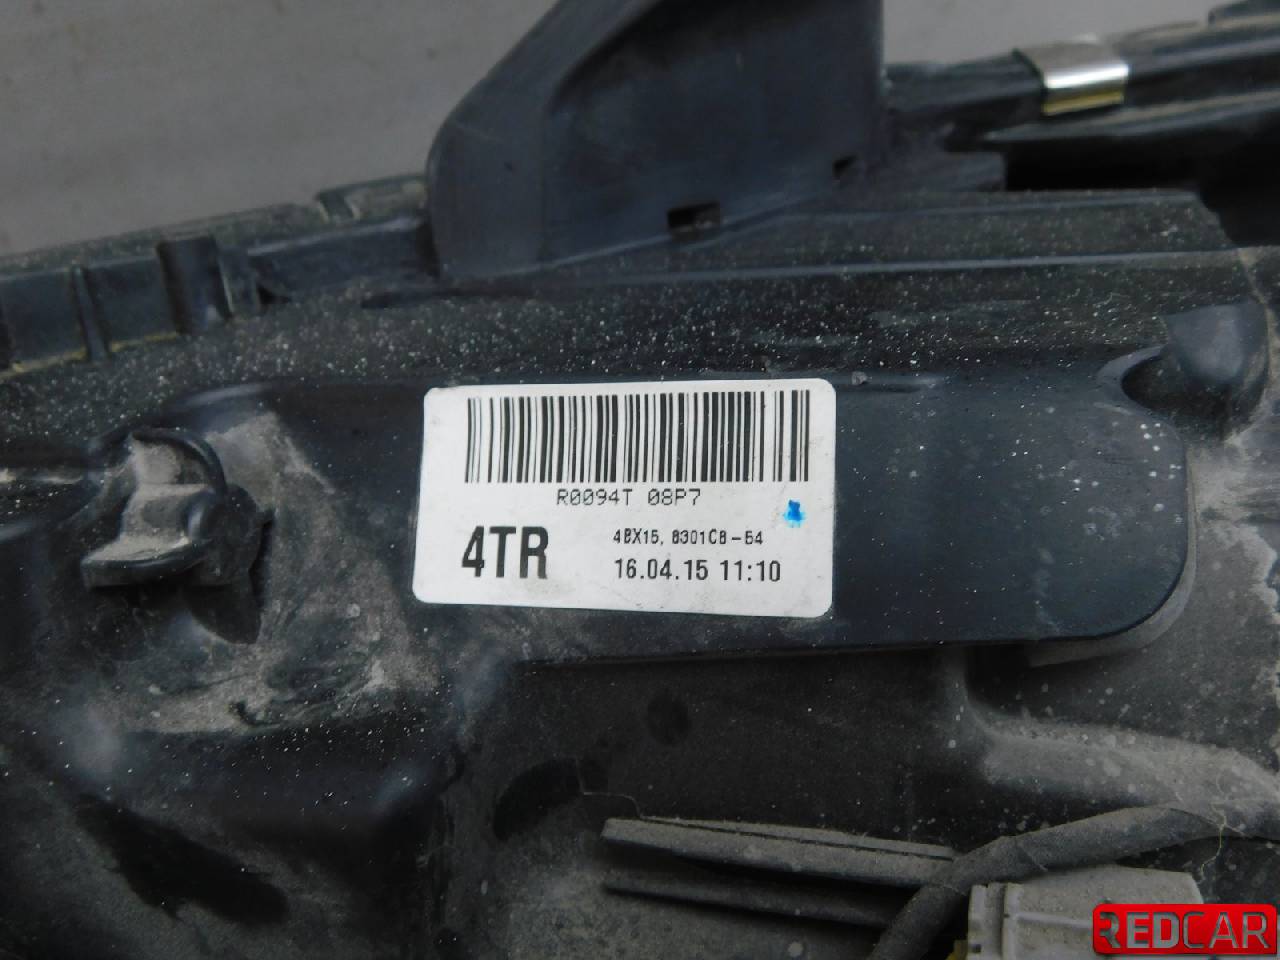 R0094T 08P7
4TR
4BX15, 8301C8-54
16.04.15 11:10
REDCAR